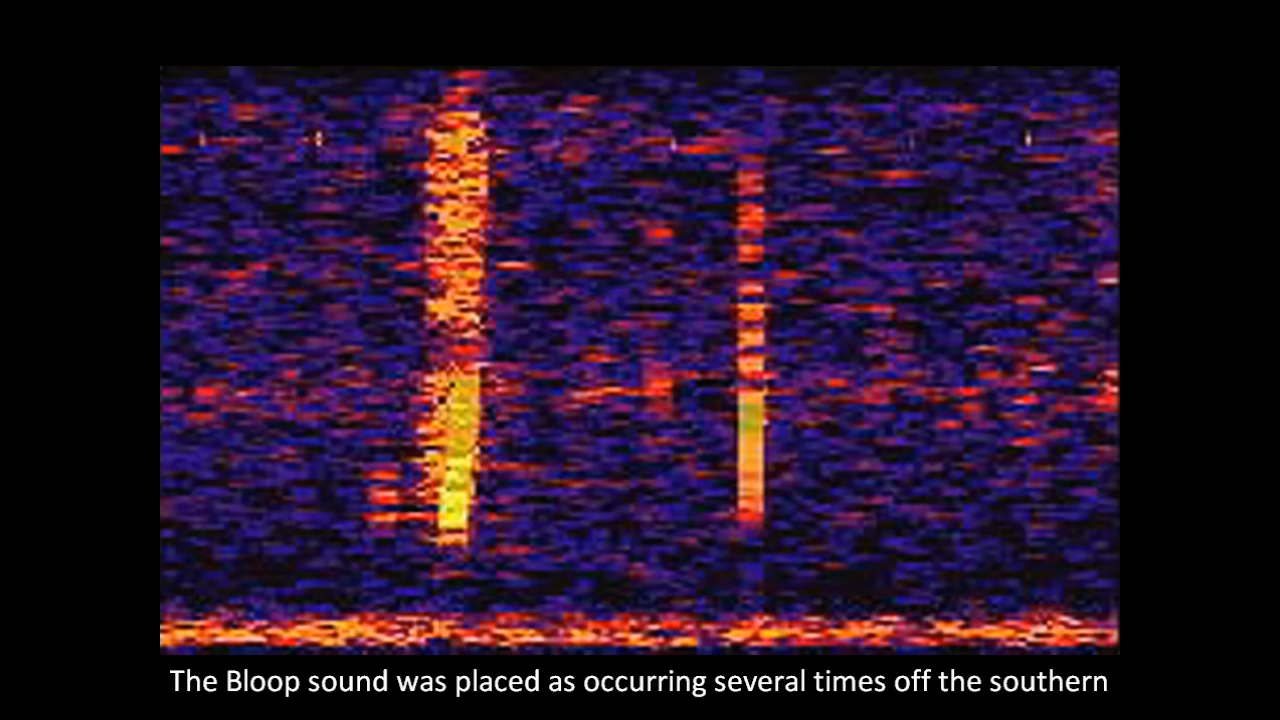 The Bloop sound was placed as occurring several times off the southern